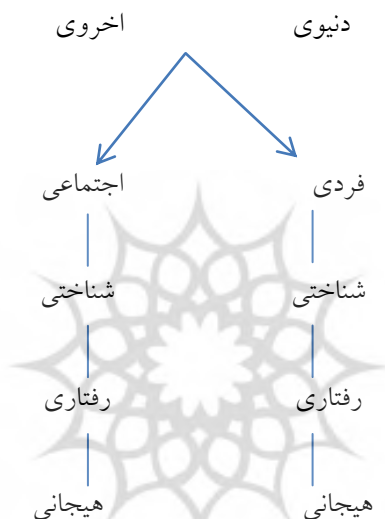 دنیوی اخروی
فردی اجتماعی
شناختی شناختی
رفتاری رفتاری
هیجانی هیجانی